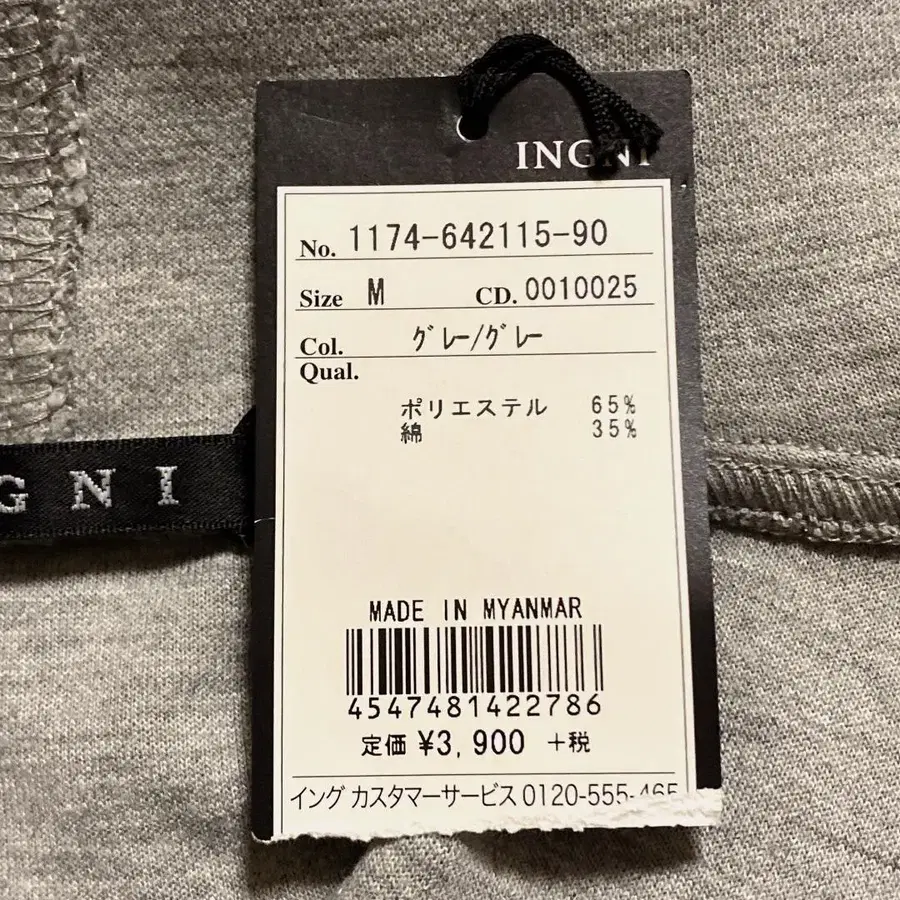 INGNI
No. 1174-642115-90
Size M CD. 0010025
Col. グレー/グレー
Qual.
ポリエステル 65%
綿 35%
GNI
MADE IN MYANMAR
4547481422786
定価 ¥3,900 +税
イング カスタマーサービス 0120-555-465